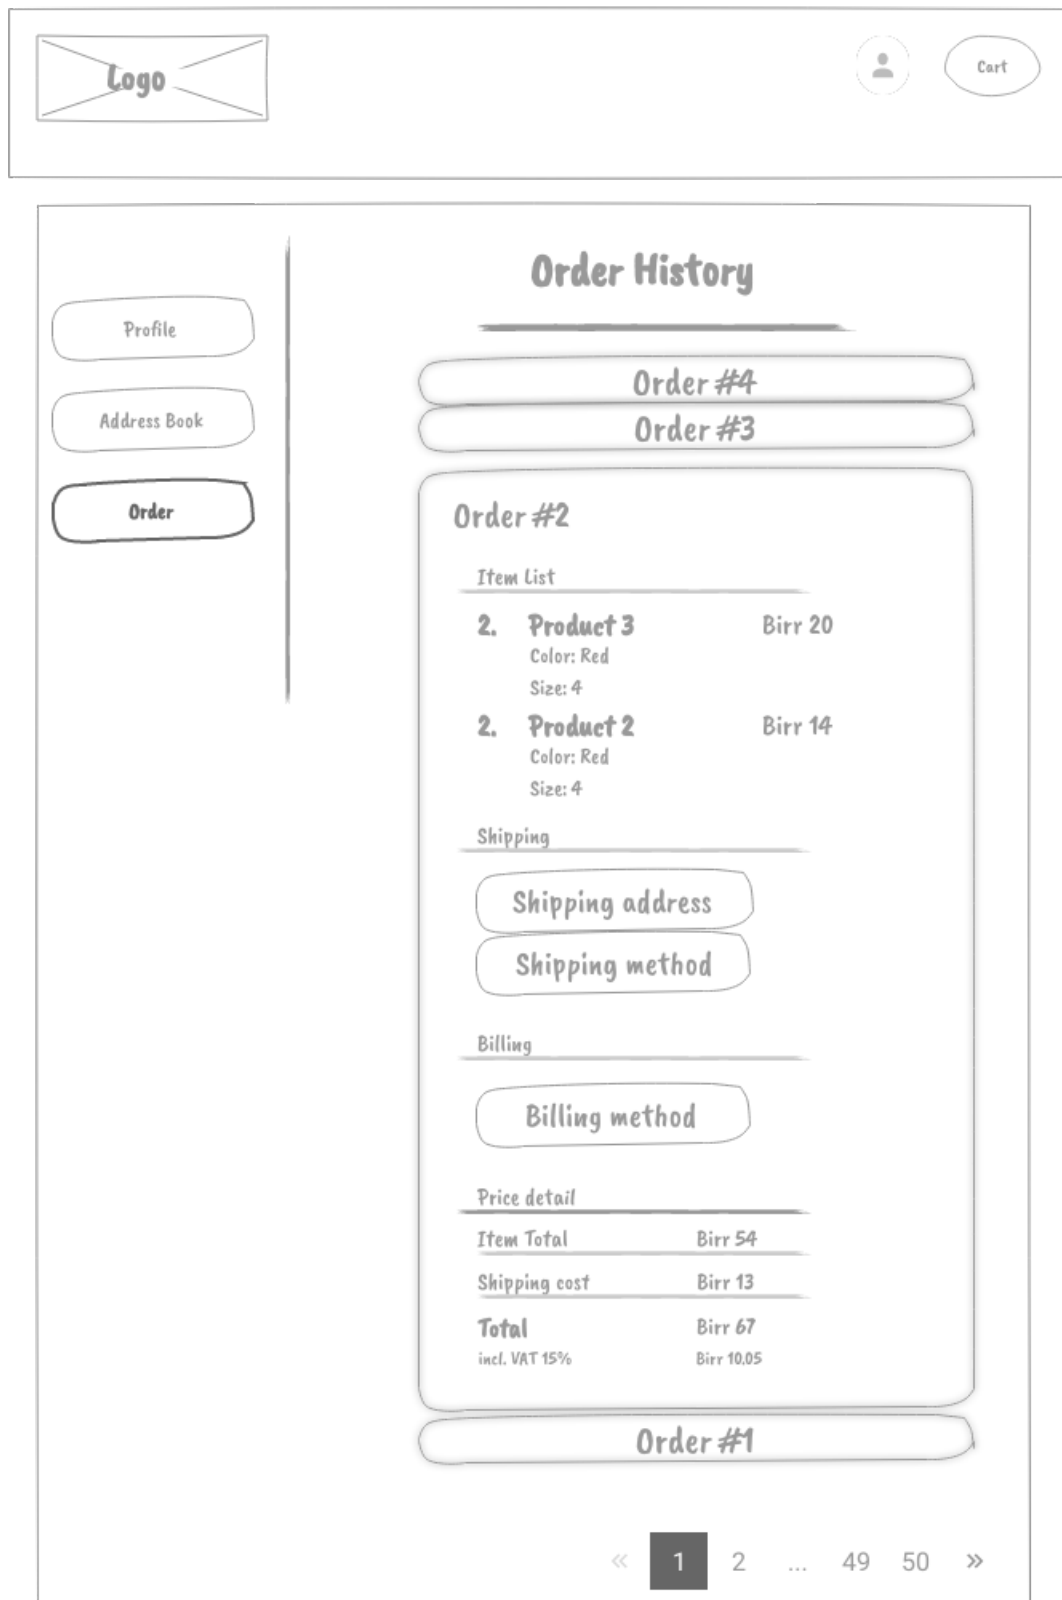 Logo
Cart
Order History
Profile
Address Book
Order
Order #4
Order #3
Order #2
Item List
2. Product 3 Birr 20
Color: Red
Size: 4
2. Product 2 Birr 14
Color: Red
Size: 4
Shipping
Shipping address
Shipping method
Billing
Billing method
Price detail
Item Total Birr 54
Shipping cost Birr 13
Total Birr 67
incl. VAT 15% Birr 10.05
Order #1
« 1 2 ... 49 50 »